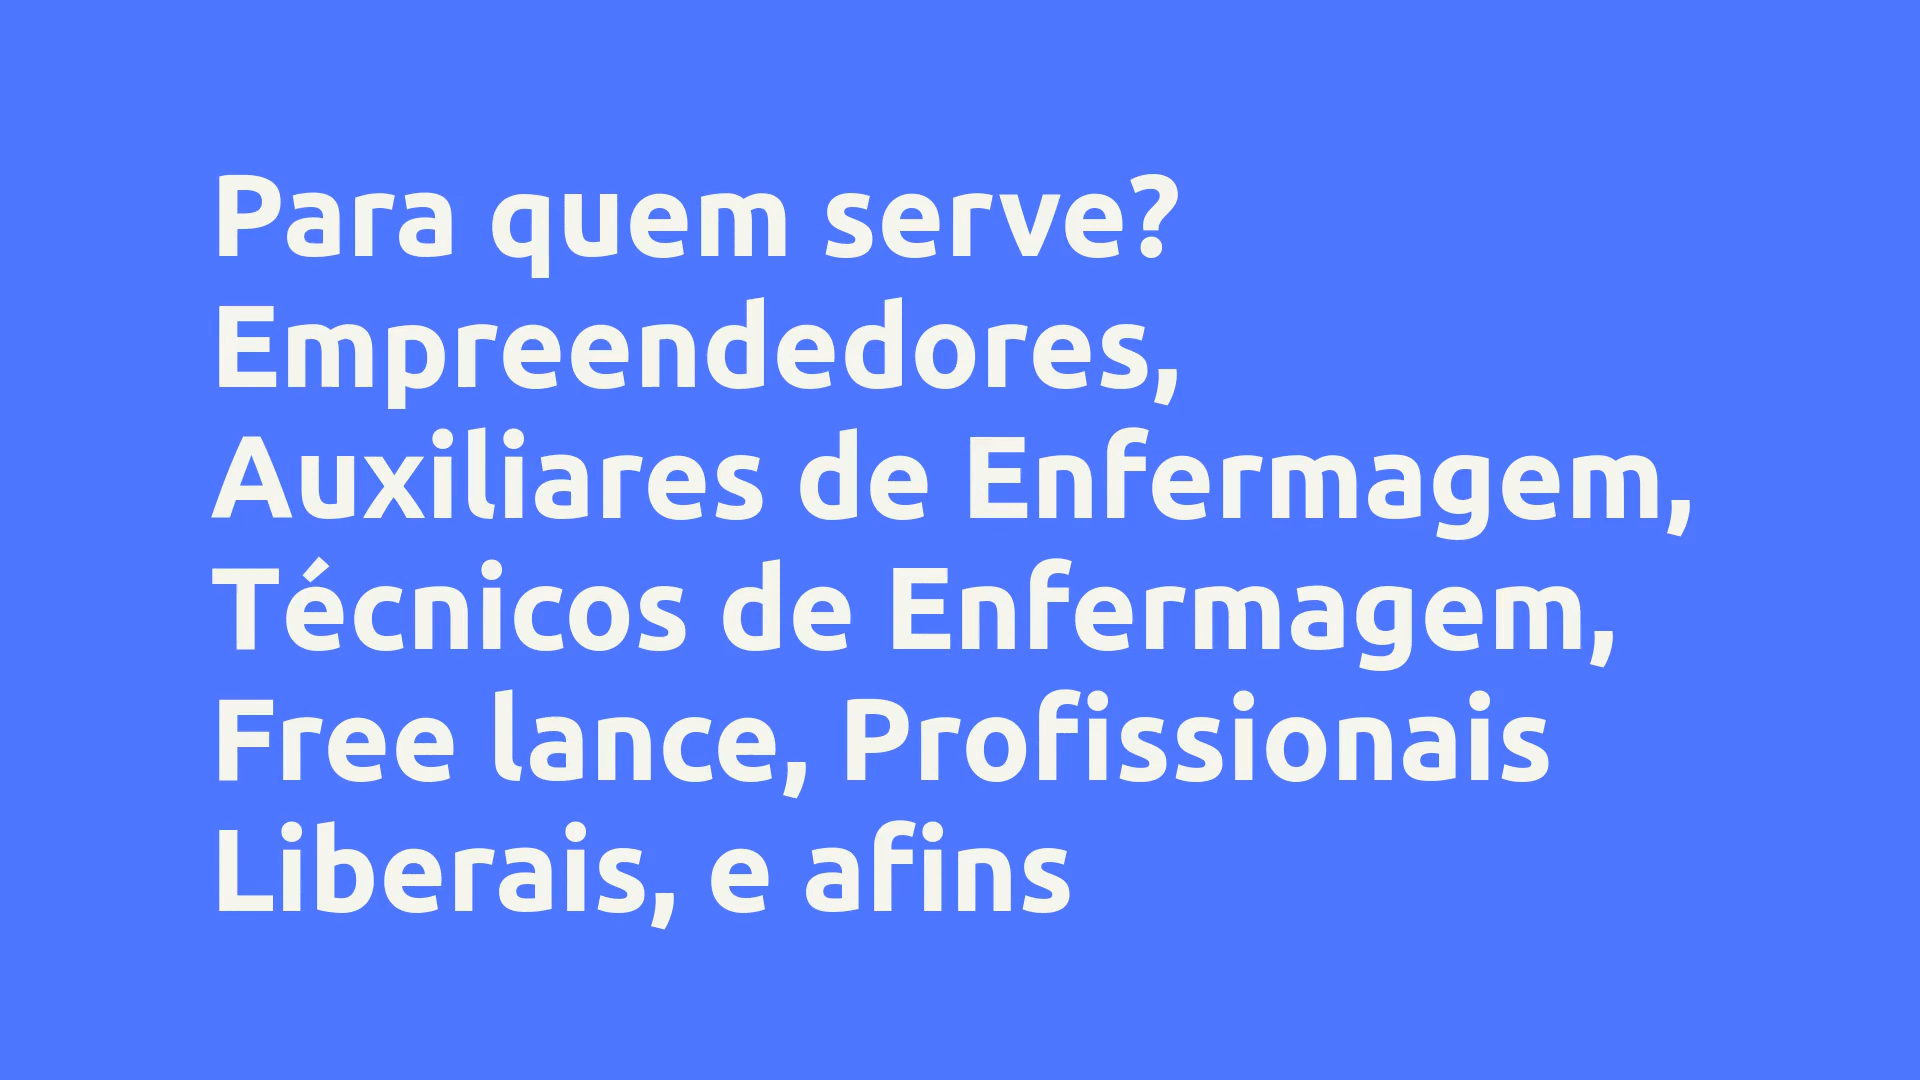 Para quem serve?
Empreendedores,
Auxiliares de Enfermagem,
Técnicos de Enfermagem,
Free lance, Profissionais
Liberais, e afins